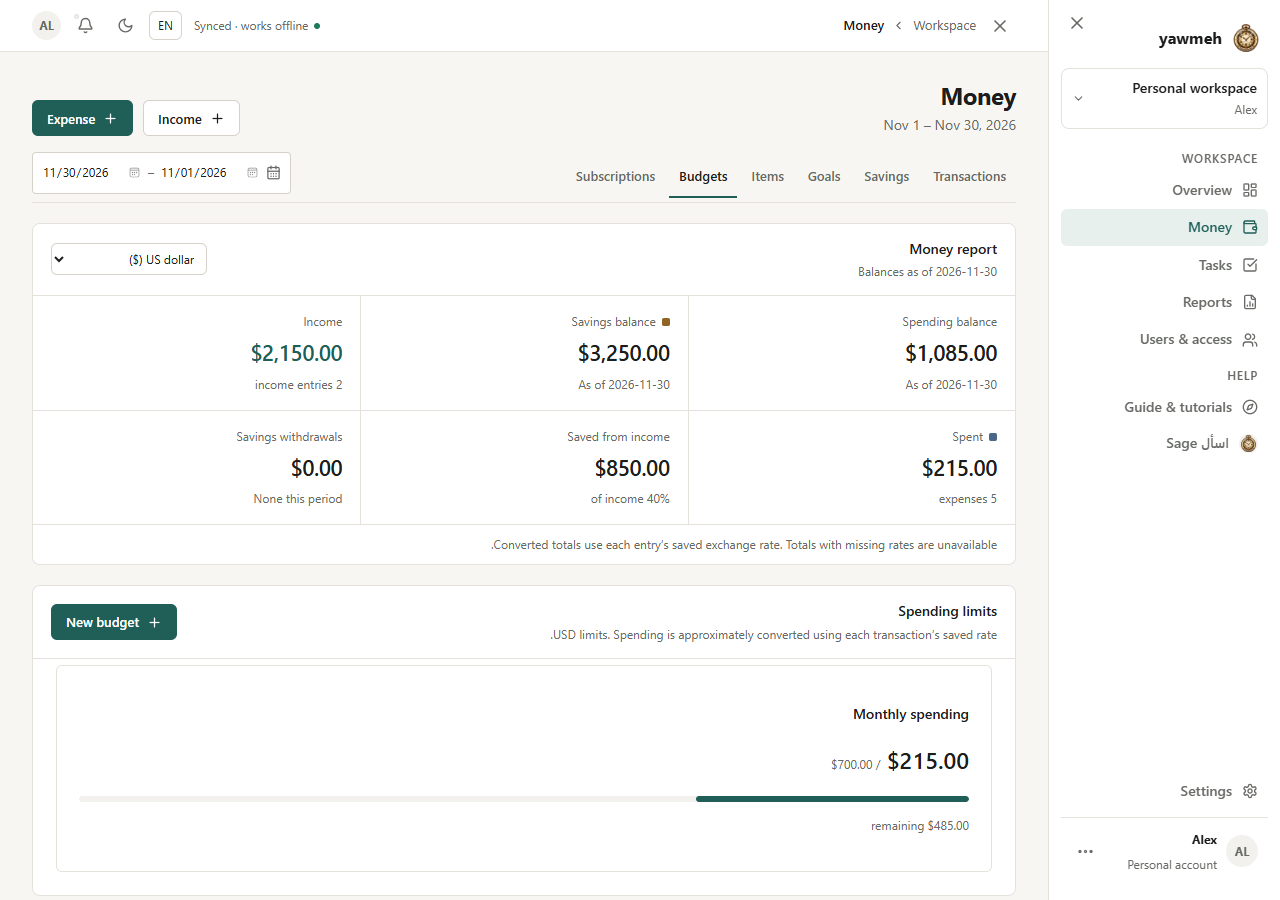 AL
EN
Synced · works offline
Money
Workspace
yawmeh
Personal workspace
Alex
WORKSPACE
Overview
Money
Tasks
Reports
Users & access
HELP
Guide & tutorials
اسأل Sage
Settings
Alex
Personal account
AL
Money
Nov 1 – Nov 30, 2026
Expense +
Income +
11/30/2026 – 11/01/2026
Subscriptions Budgets Items Goals Savings Transactions
Money report
Balances as of 2026-11-30
($) US dollar
Spending balance
$1,085.00
As of 2026-11-30
Savings balance
$3,250.00
As of 2026-11-30
Income
$2,150.00
income entries 2
Spent
$215.00
expenses 5
Saved from income
$850.00
of income 40%
Savings withdrawals
$0.00
None this period
.Converted totals use each entry’s saved exchange rate. Totals with missing rates are unavailable
Spending limits
.USD limits. Spending is approximately converted using each transaction’s saved rate
New budget +
Monthly spending
$700.00 / $215.00
remaining $485.00